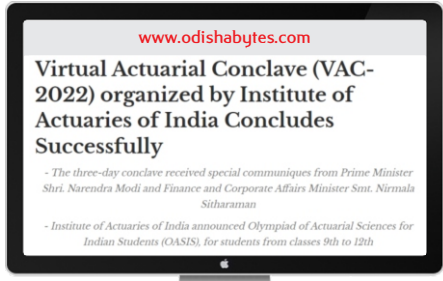 www.odishabytes.com
Virtual Actuarial Conclave (VAC-
2022) organized by Institute of
Actuaries of India Concludes
Successfully
- The three-day conclave received special communiques from Prime Minister
Shri. Narendra Modi and Finance and Corporate Affairs Minister Smt. Nirmala
Sitharaman
- Institute of Actuaries of India announced Olympiad of Actuarial Sciences for
Indian Students (OASIS), for students from classes 9th to 12th